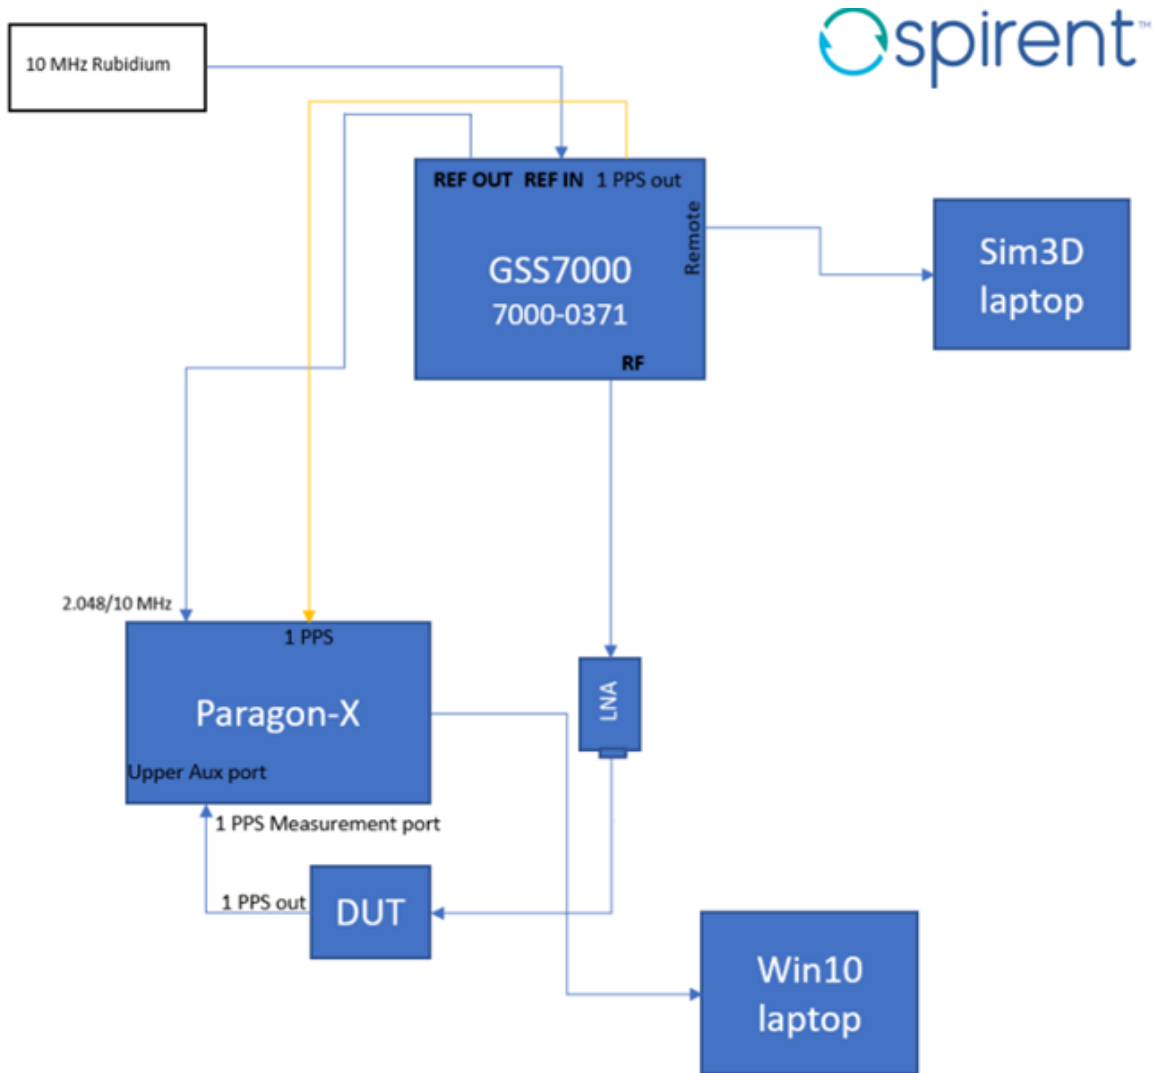 spirent™
10 MHz Rubidium
REF OUT REF IN 1 PPS out
Remote
GSS7000
7000-0371
RF
Sim3D
laptop
2.048/10 MHz
1 PPS
Paragon-X
Upper Aux port
LNA
1 PPS Measurement port
1 PPS out
DUT
Win10
laptop